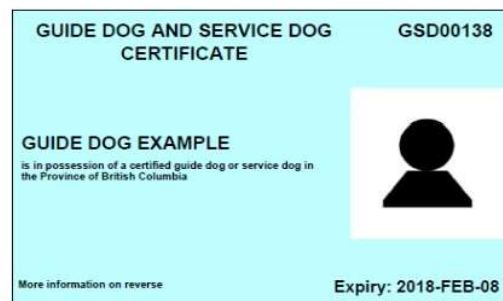 GUIDE DOG AND SERVICE DOG
CERTIFICATE
GSD00138
GUIDE DOG EXAMPLE
is in possession of a certified guide dog or service dog in
the Province of British Columbia
More information on reverse
Expiry: 2018-FEB-08